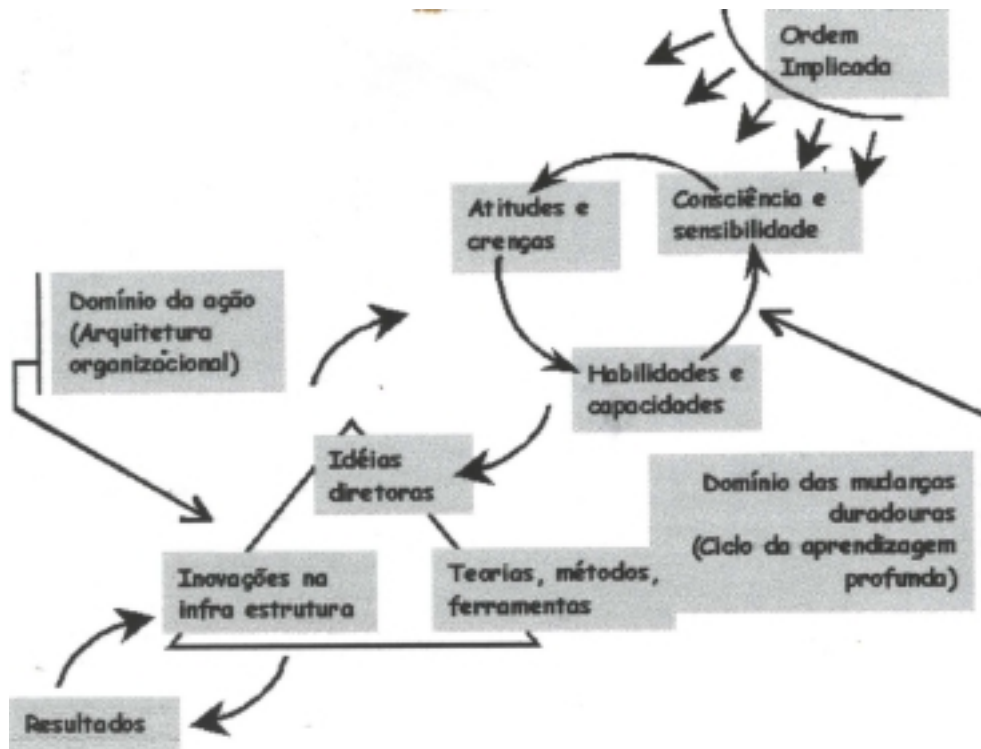 Ordem
Implicada
Atitudes e
crenças
Consciência e
sensibilidade
Domínio da ação
(Arquitetura
organizacional)
Habilidades e
capacidades
Idéias
diretoras
Domínio das mudanças
duradouras
(Ciclo da aprendizagem
profunda)
Inovações na
infra estrutura
Teorias, métodos,
ferramentas
Resultados